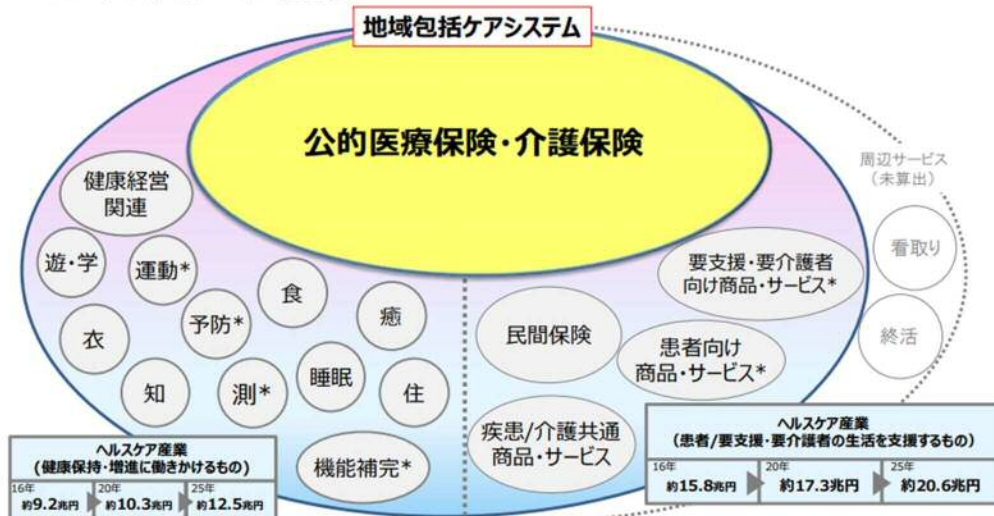 地域包括ケアシステム
公的医療保険・介護保険
周辺サービス
（未算出）
看取り
終活
健康経営
関連
遊・学
運動*
食
癒
衣
予防*
知
測*
睡眠
住
機能補完*
要支援・要介護者
向け商品・サービス*
民間保険
患者向け
商品・サービス*
疾患/介護共通
商品・サービス
ヘルスケア産業
(健康保持・増進に働きかけるもの)
16年
約9.2兆円
20年
約10.3兆円
25年
約12.5兆円
ヘルスケア産業
(患者/要支援・要介護者の生活を支援するもの)
16年
約15.8兆円
20年
約17.3兆円
25年
約20.6兆円